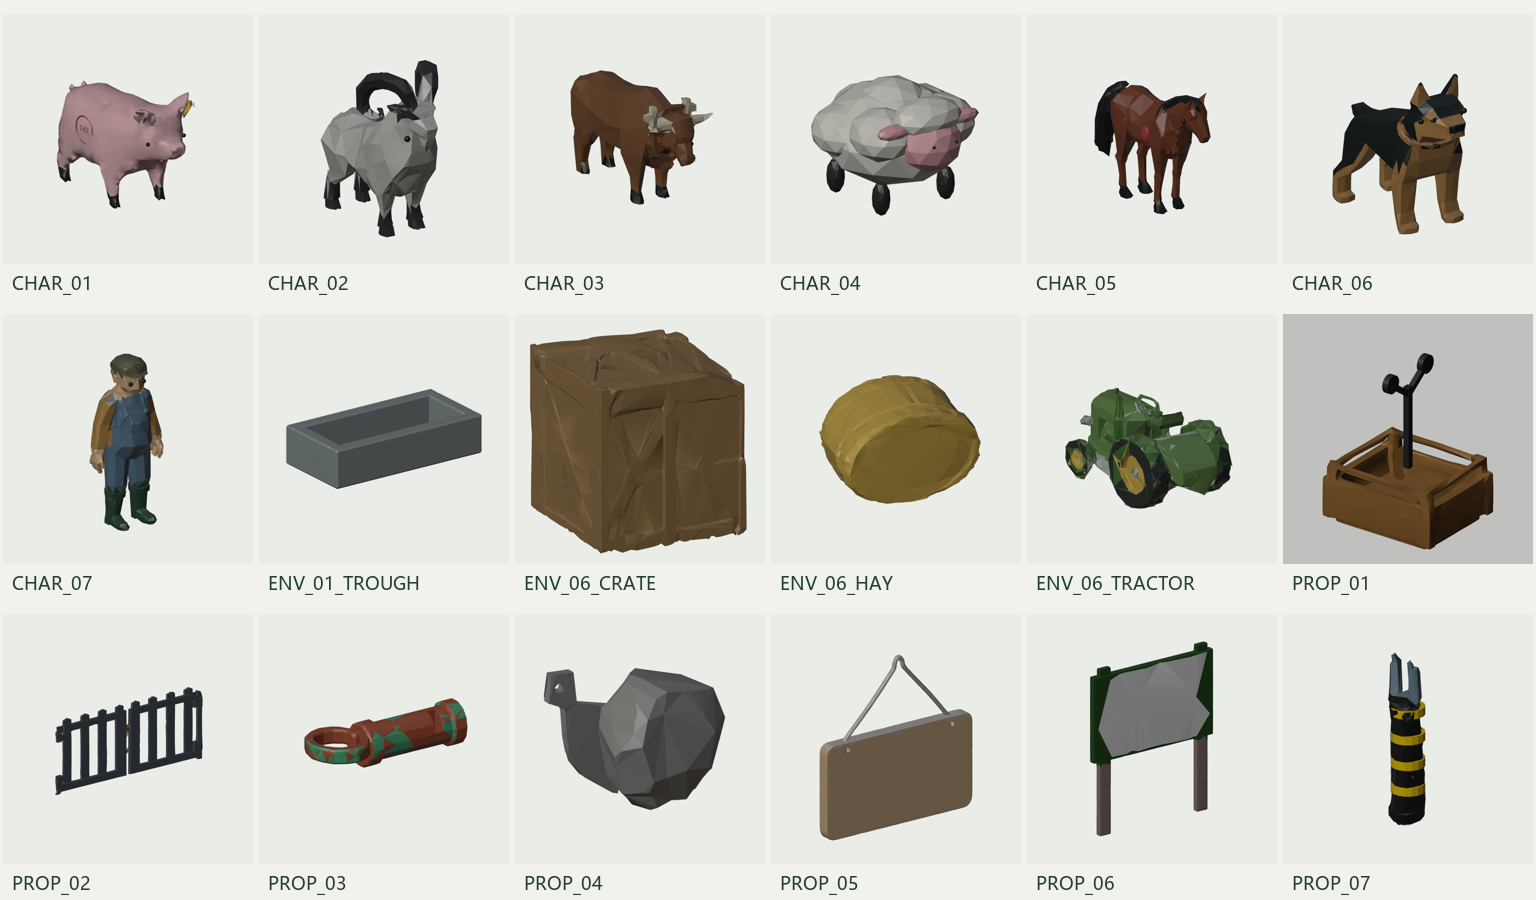 CHAR_01
CHAR_02
CHAR_03
CHAR_04
CHAR_05
CHAR_06
CHAR_07
ENV_01_TROUGH
ENV_06_CRATE
ENV_06_HAY
ENV_06_TRACTOR
PROP_01
PROP_02
PROP_03
PROP_04
PROP_05
PROP_06
PROP_07